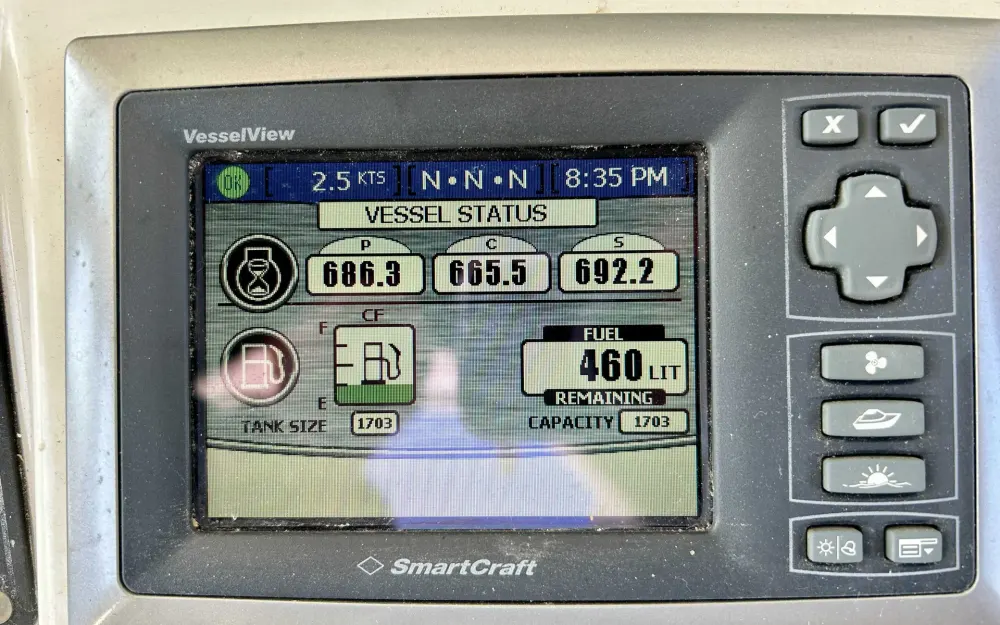 VesselView
OK 2.5 KTS N • N • N 8:35 PM
VESSEL STATUS
P C S
686.3 665.5 692.2
CF
F
FUEL
460 LIT
REMAINING
E
TANK SIZE 1703 CAPACITY 1703
SmartCraft
X